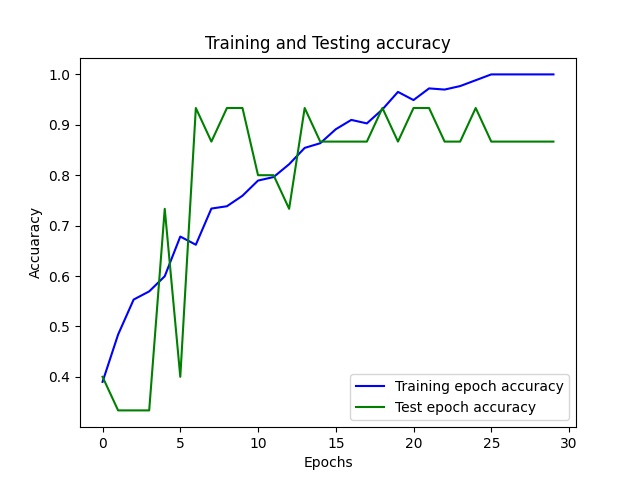 Training and Testing accuracy
Accuaracy
1.0
0.9
0.8
0.7
0.6
0.5
0.4
0 5 10 15 20 25 30
Epochs
Training epoch accuracy
Test epoch accuracy